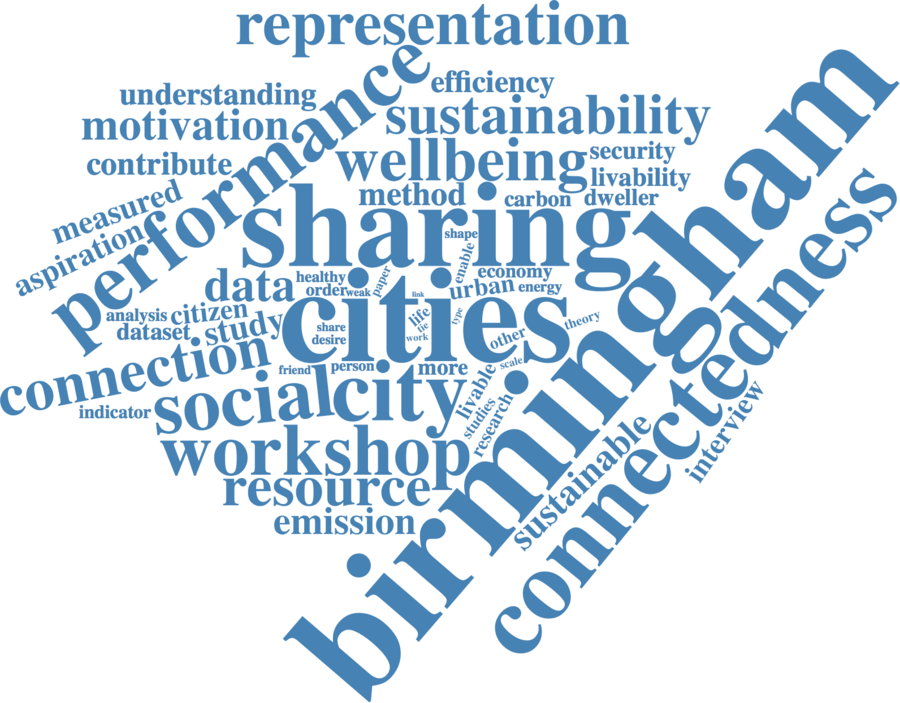 representation
performance
efficiency
understanding
sustainability
motivation
wellbeing
security
contribute
livability
method
carbon
dweller
measured
sharing
aspiration
shape
enable
economy
healthy
paper
data
order
weak
link
urban
energy
cities
analysis
citizen
life
type
theory
dataset
study
share
tie
other
desire
work
connection
friend
person
more
scale
livable
indicator
social
city
studies
research
workshop
resource
emission
birmingham
connectedness
sustainable
interview